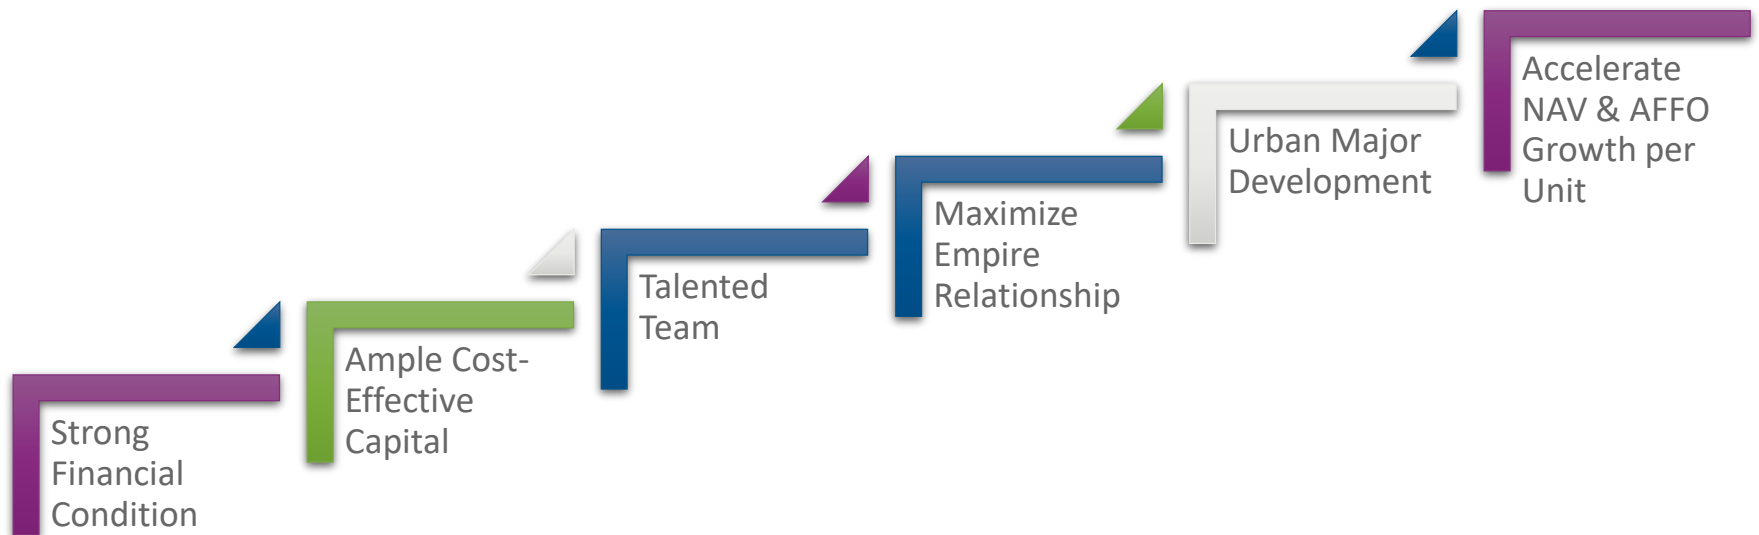 Strong
Financial
Condition
Ample Cost-
Effective
Capital
Talented
Team
Maximize
Empire
Relationship
Urban Major
Development
Accelerate
NAV & AFFO
Growth per
Unit